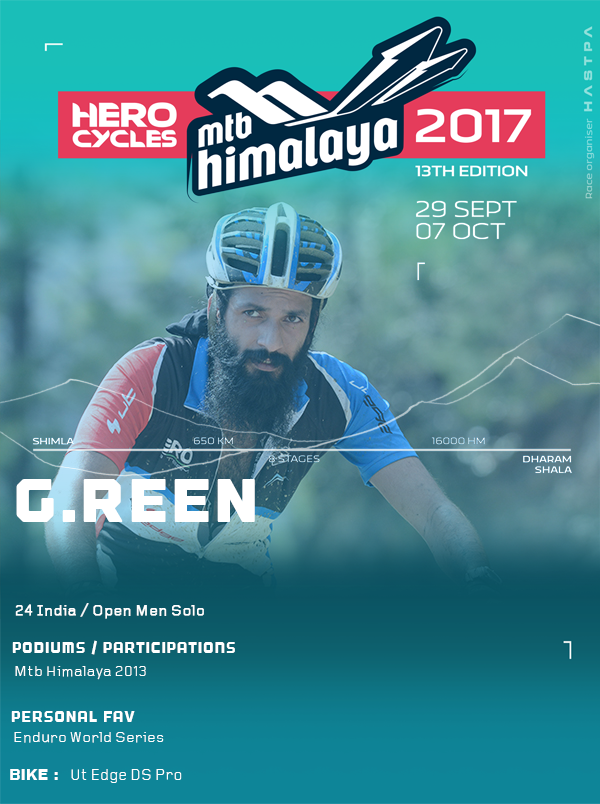 HERO
CYCLES
mtb
himalaya
2017
13TH EDITION
29 SEPT
07 OCT
Race organiser HASTPA
SHIMLA
650 KM
8 STAGES
16000 HM
DHARAM
SHALA
G.REEN
24 India / Open Men Solo
PODIUMS / PARTICIPATIONS
Mtb Himalaya 2013
PERSONAL FAV
Enduro World Series
BIKE : Ut Edge DS Pro